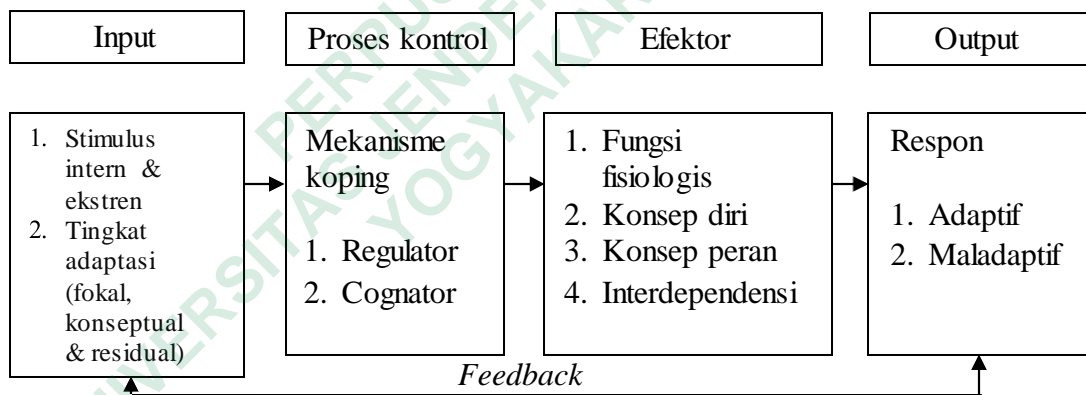 Input
Proses kontrol
Efektor
Output
1. Stimulus
intern &
ekstren
2. Tingkat
adaptasi
(fokal,
konseptual
& residual)
Mekanisme
koping
1. Regulator
2. Cognator
1. Fungsi
fisiologis
2. Konsep diri
3. Konsep peran
4. Interdependensi
Respon
1. Adaptif
2. Maladaptif
Feedback
YOGYAKAR